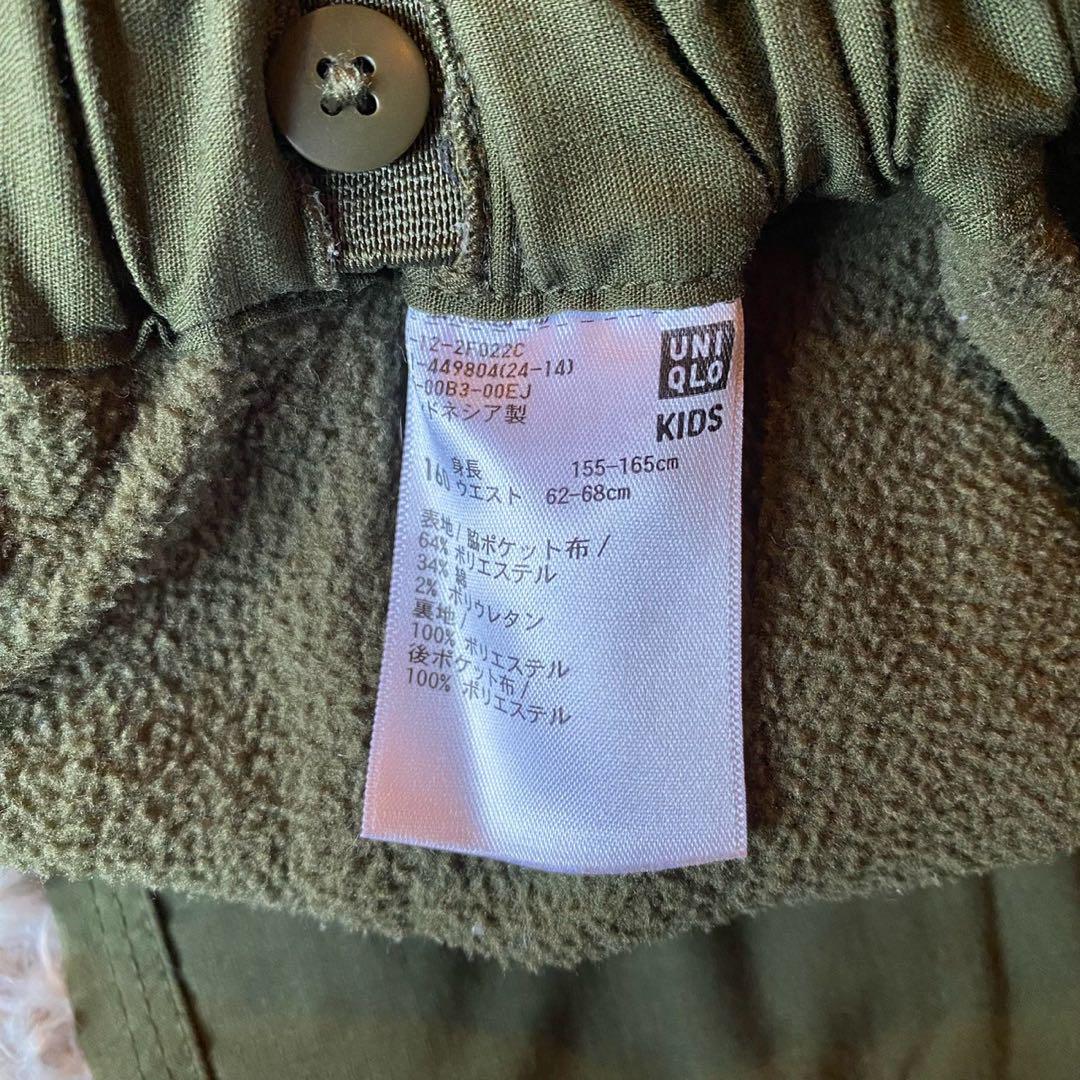 UNI
QLO
KIDS
-12-2F022C
-449804(24-14)
-00B3-00EJ
ドネシア製
身長 155-165cm
160 ウエスト 62-68cm
表地/ 脇ポケット布/
64% ポリエステル
34% 綿
2% ポリウレタン
裏地/
100% ポリエステル
後ポケット布/
100% ポリエステル